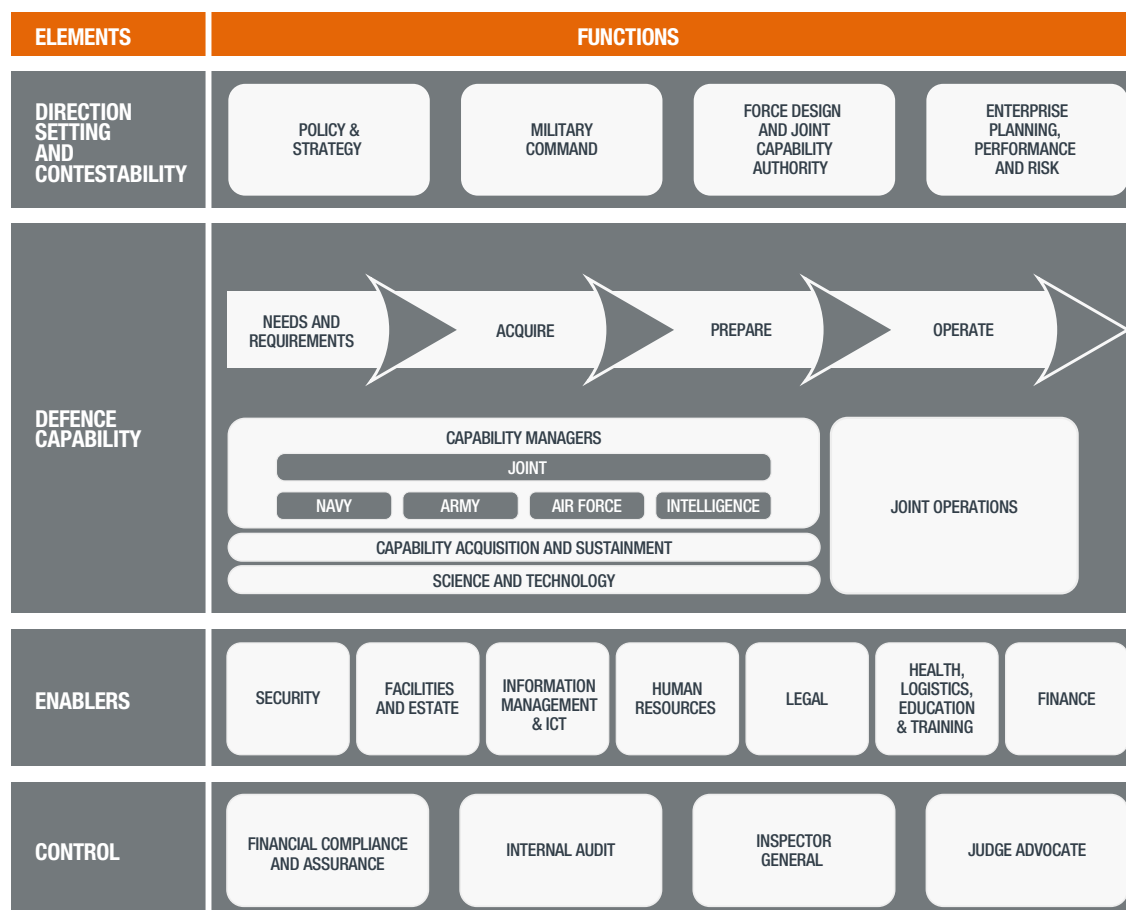 ELEMENTS
FUNCTIONS
DIRECTION
SETTING
AND
CONTESTABILITY
POLICY &
STRATEGY
MILITARY
COMMAND
FORCE DESIGN
AND JOINT
CAPABILITY
AUTHORITY
ENTERPRISE
PLANNING,
PERFORMANCE
AND RISK
DEFENCE
CAPABILITY
NEEDS AND
REQUIREMENTS
ACQUIRE
PREPARE
OPERATE
CAPABILITY MANAGERS
JOINT
NAVY
ARMY
AIR FORCE
INTELLIGENCE
CAPABILITY ACQUISITION AND SUSTAINMENT
SCIENCE AND TECHNOLOGY
JOINT OPERATIONS
ENABLERS
SECURITY
FACILITIES
AND ESTATE
INFORMATION
MANAGEMENT
& ICT
HUMAN
RESOURCES
LEGAL
HEALTH,
LOGISTICS,
EDUCATION
& TRAINING
FINANCE
CONTROL
FINANCIAL COMPLIANCE
AND ASSURANCE
INTERNAL AUDIT
INSPECTOR
GENERAL
JUDGE ADVOCATE